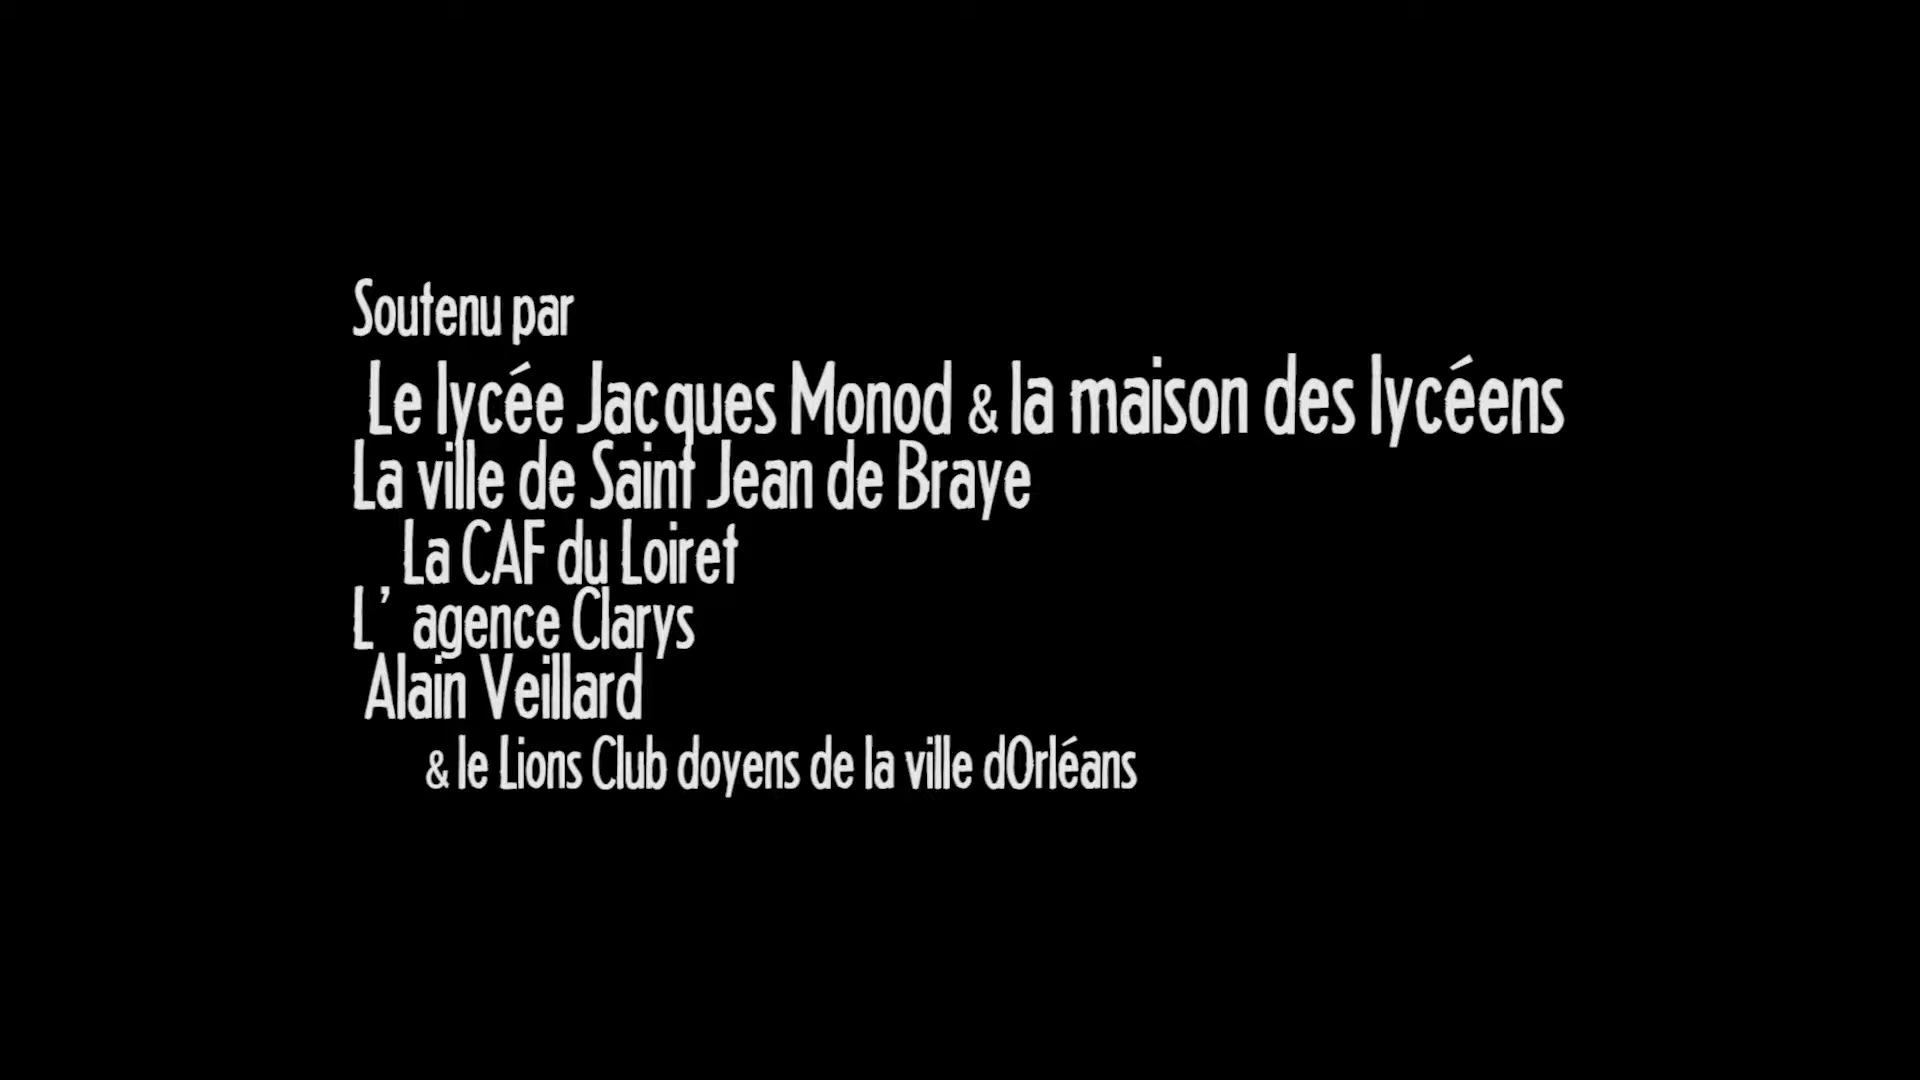 Soutenu par
Le lycée Jacques Monod & la maison des lycéens
La ville de Saint Jean de Braye
La CAF du Loiret
L' agence Clarys
Alain Veillard
& le Lions Club doyens de la ville dOrléans